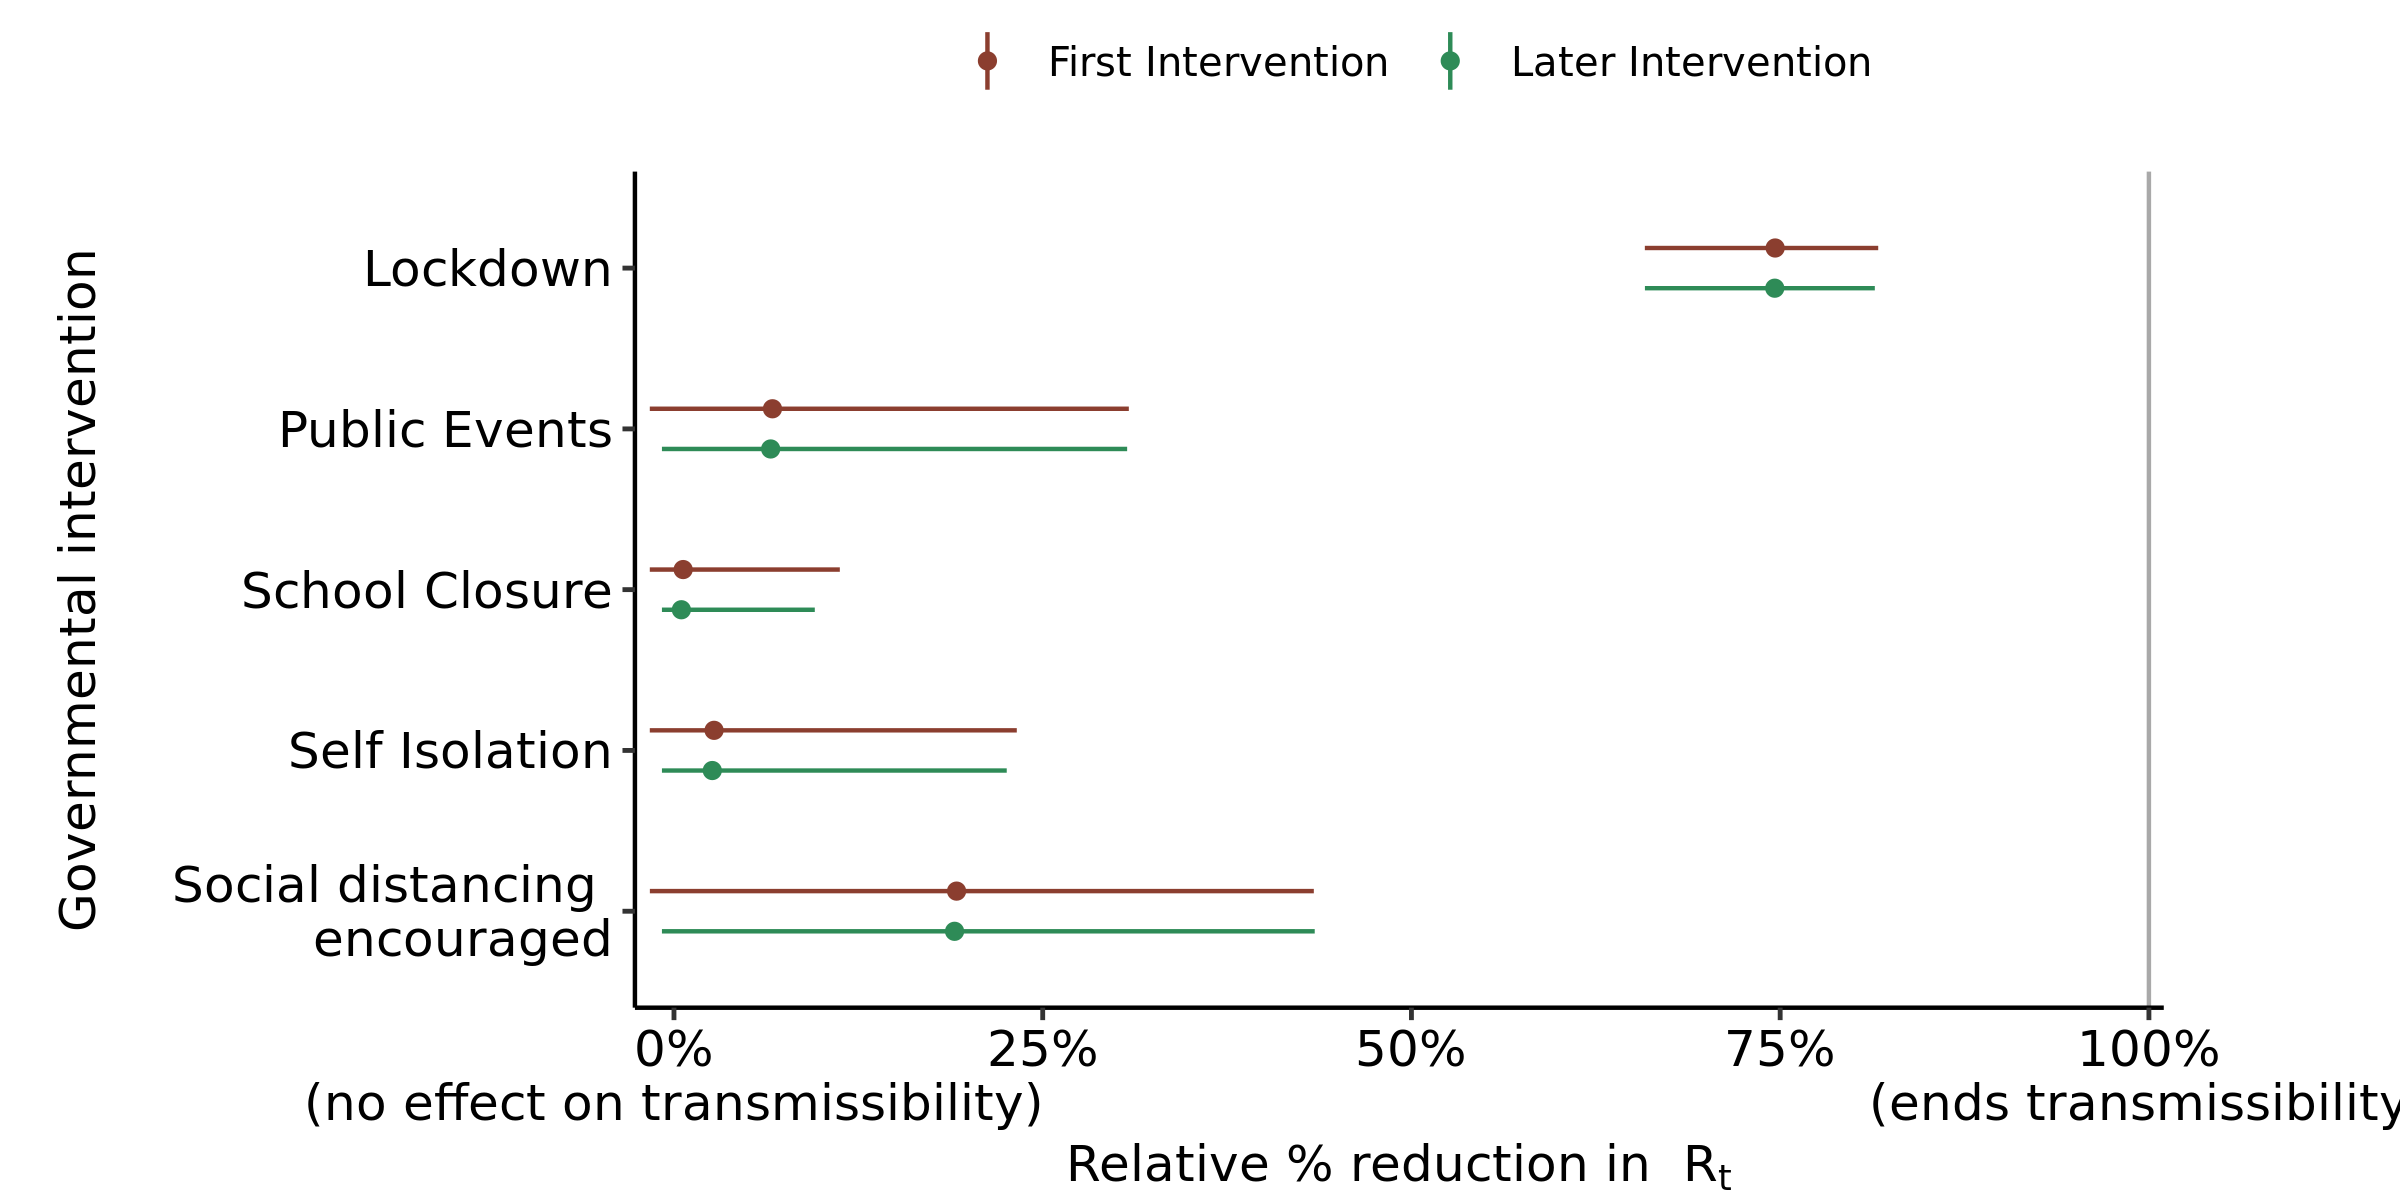 First Intervention Later Intervention
Governmental intervention
Lockdown
Public Events
School Closure
Self Isolation
Social distancing
encouraged
0% 25% 50% 75% 100%
(no effect on transmissibility) (ends transmissibility
Relative % reduction in Rt